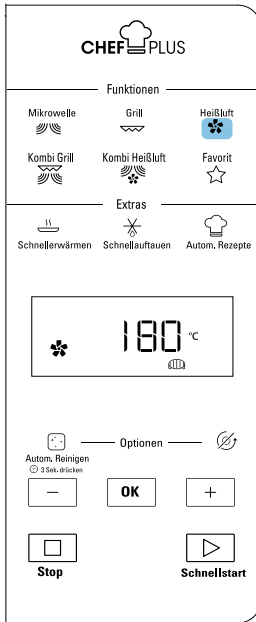 CHEF PLUS
Funktionen
Mikrowelle Grill Heißluft
Kombi Grill Kombi Heißluft Favorit
Extras
Schnellerwärmen Schnellauftauen Autom. Rezepte
180 °C
Optionen
Autom. Reinigen
3 Sek. drücken
− OK +
Stop Schnellstart